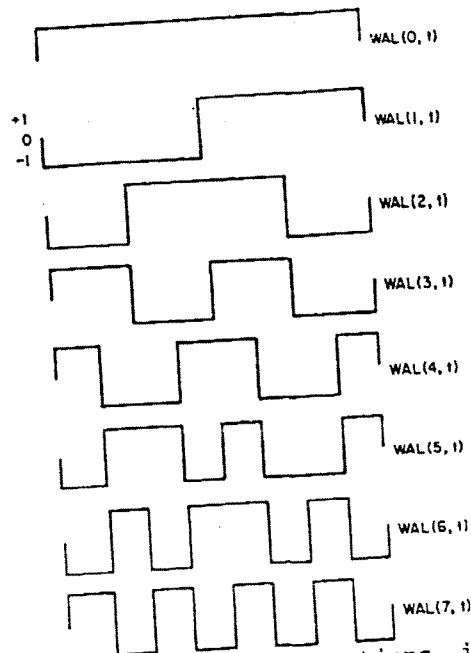 WAL(0, t)
+1
0
-1
WAL(1, t)
WAL(2, t)
WAL(3, t)
WAL(4, t)
WAL(5, t)
WAL(6, t)
WAL(7, t)